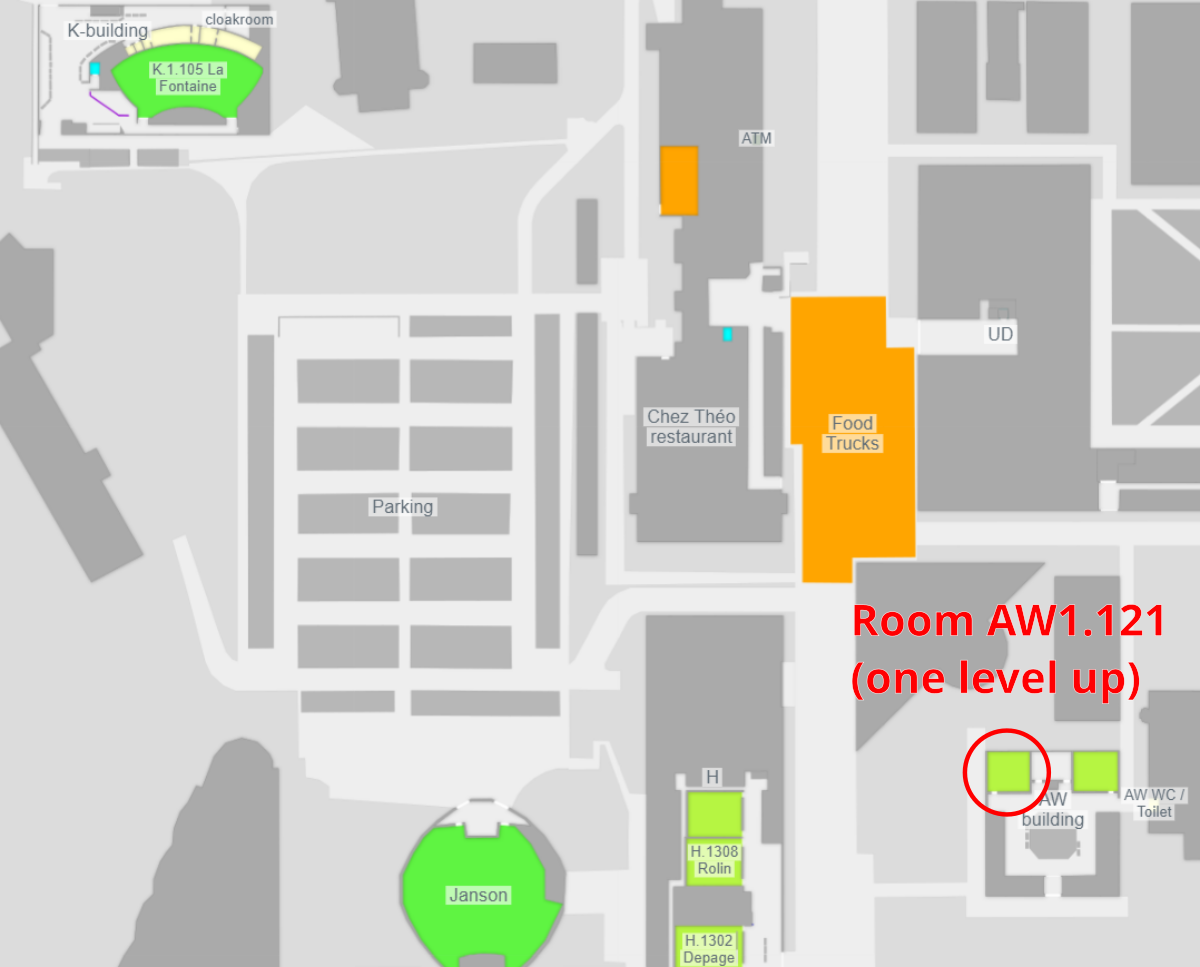 cloakroom
K-building
K.1.105 La
Fontaine
ATM
UD
Chez Théo
restaurant
Food
Trucks
Parking
Room AW1.121
(one level up)
H
AW
building
AW WC /
Toilet
H.1308
Rolin
Janson
H.1302
Depage